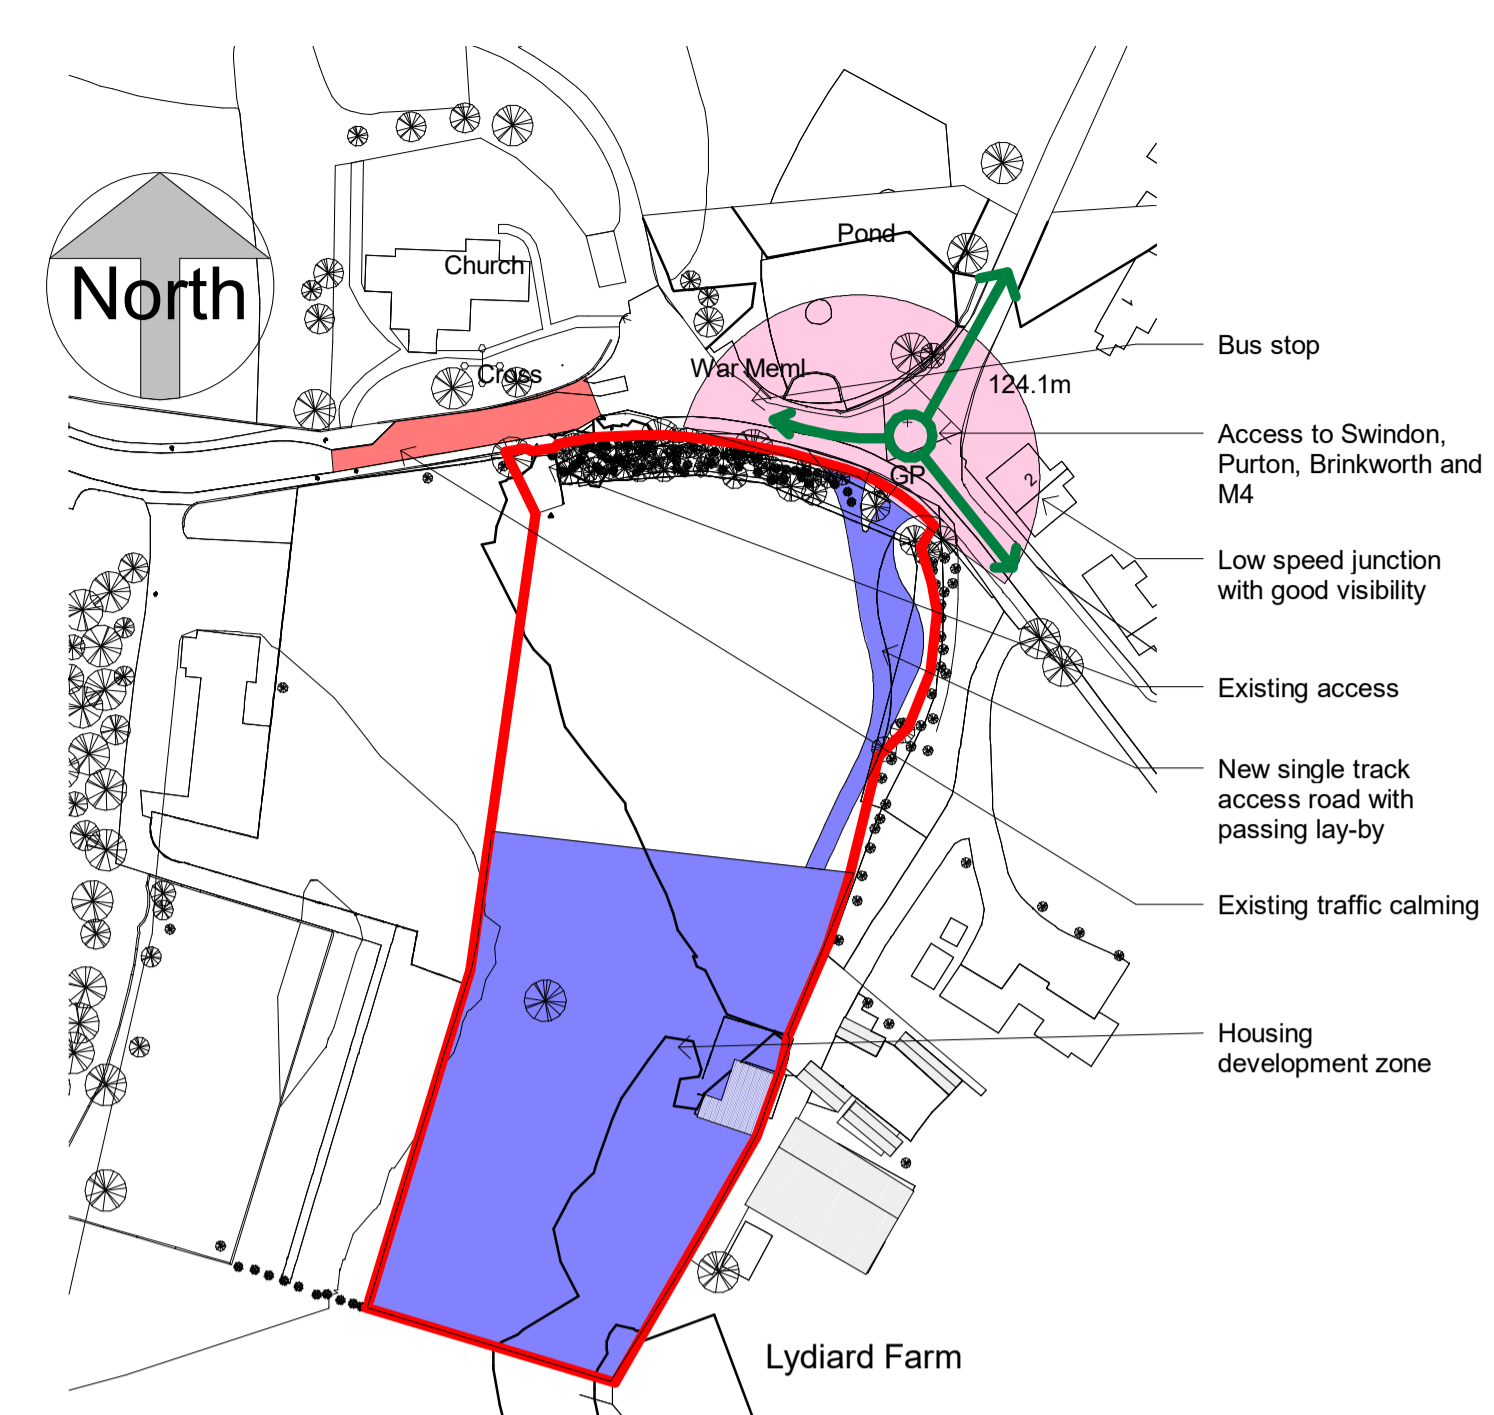 Pond
Church
North
Bus stop
War Meml
Cross
124.1m
Access to Swindon,
Purton, Brinkworth and
M4
GP
2
1
Low speed junction
with good visibility
Existing access
New single track
access road with
passing lay-by
Existing traffic calming
Housing
development zone
Lydiard Farm